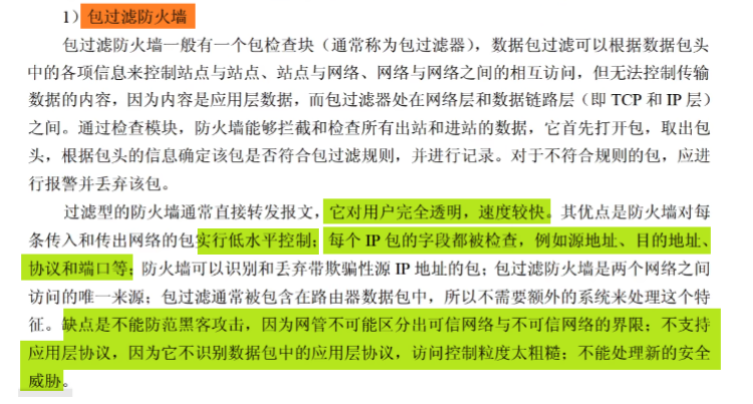 1）包过滤防火墙
包过滤防火墙一般有一个包检查块（通常称为包过滤器），数据包过滤可以根据数据包头
中的各项信息来控制站点与站点、站点与网络、网络与网络之间的相互访问，但无法控制传输
数据的内容，因为内容是应用层数据，而包过滤器处在网络层和数据链路层（即 TCP 和 IP 层）
之间。通过检查模块，防火墙能够拦截和检查所有出站和进站的数据，它首先打开包，取出包
头，根据包头的信息确定该包是否符合包过滤规则，并进行记录。对于不符合规则的包，应进
行报警并丢弃该包。
过滤型的防火墙通常直接转发报文，它对用户完全透明，速度较快。其优点是防火墙对每
条传入和传出网络的包实行低水平控制；每个 IP 包的字段都被检查，例如源地址、目的地址、
协议和端口等；防火墙可以识别和丢弃带欺骗性源 IP 地址的包；包过滤防火墙是两个网络之间
访问的唯一来源；包过滤通常被包含在路由器数据包中，所以不需要额外的系统来处理这个特
征。缺点是不能防范黑客攻击，因为网管不可能区分出可信网络与不可信网络的界限；不支持
应用层协议，因为它不识别数据包中的应用层协议，访问控制粒度太粗糙；不能处理新的安全
威胁。